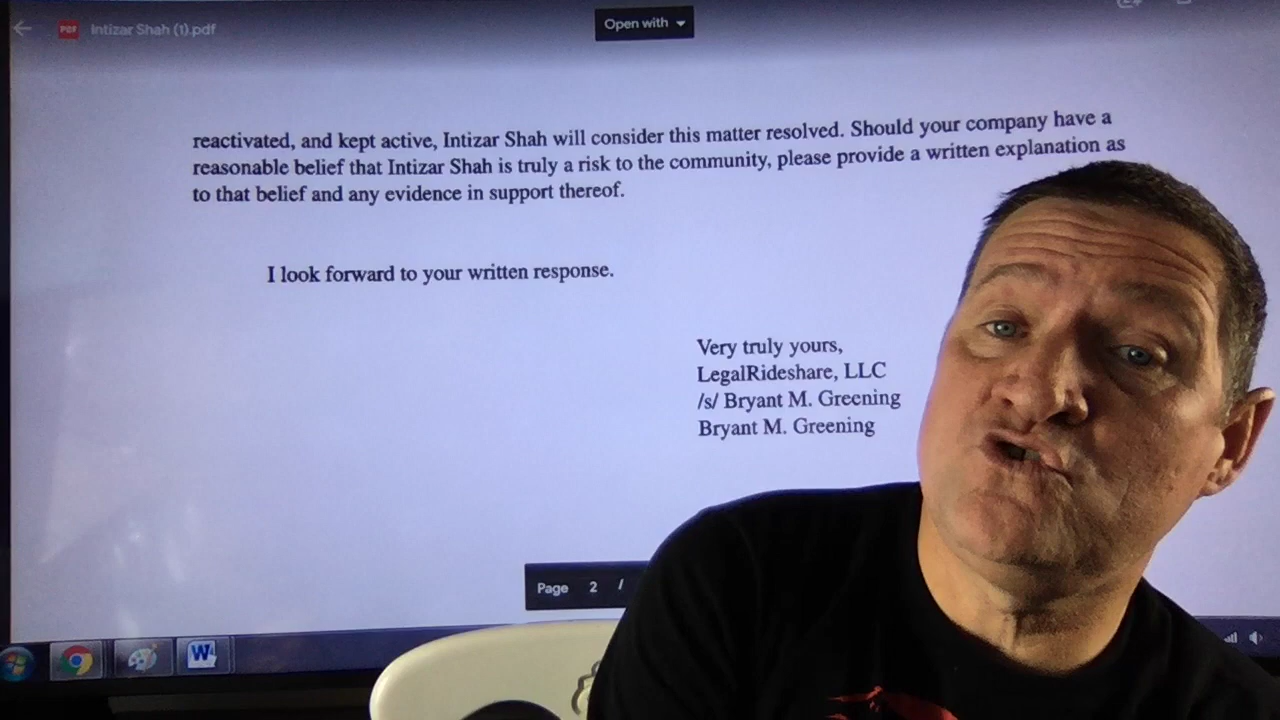 PDF Intizar Shah (1).pdf
Open with
reactivated, and kept active, Intizar Shah will consider this matter resolved. Should your company have a
reasonable belief that Intizar Shah is truly a risk to the community, please provide a written explanation as
to that belief and any evidence in support thereof.
I look forward to your written response.
Very truly yours,
LegalRideshare, LLC
/s/ Bryant M. Greening
Bryant M. Greening
Page 2 /
W